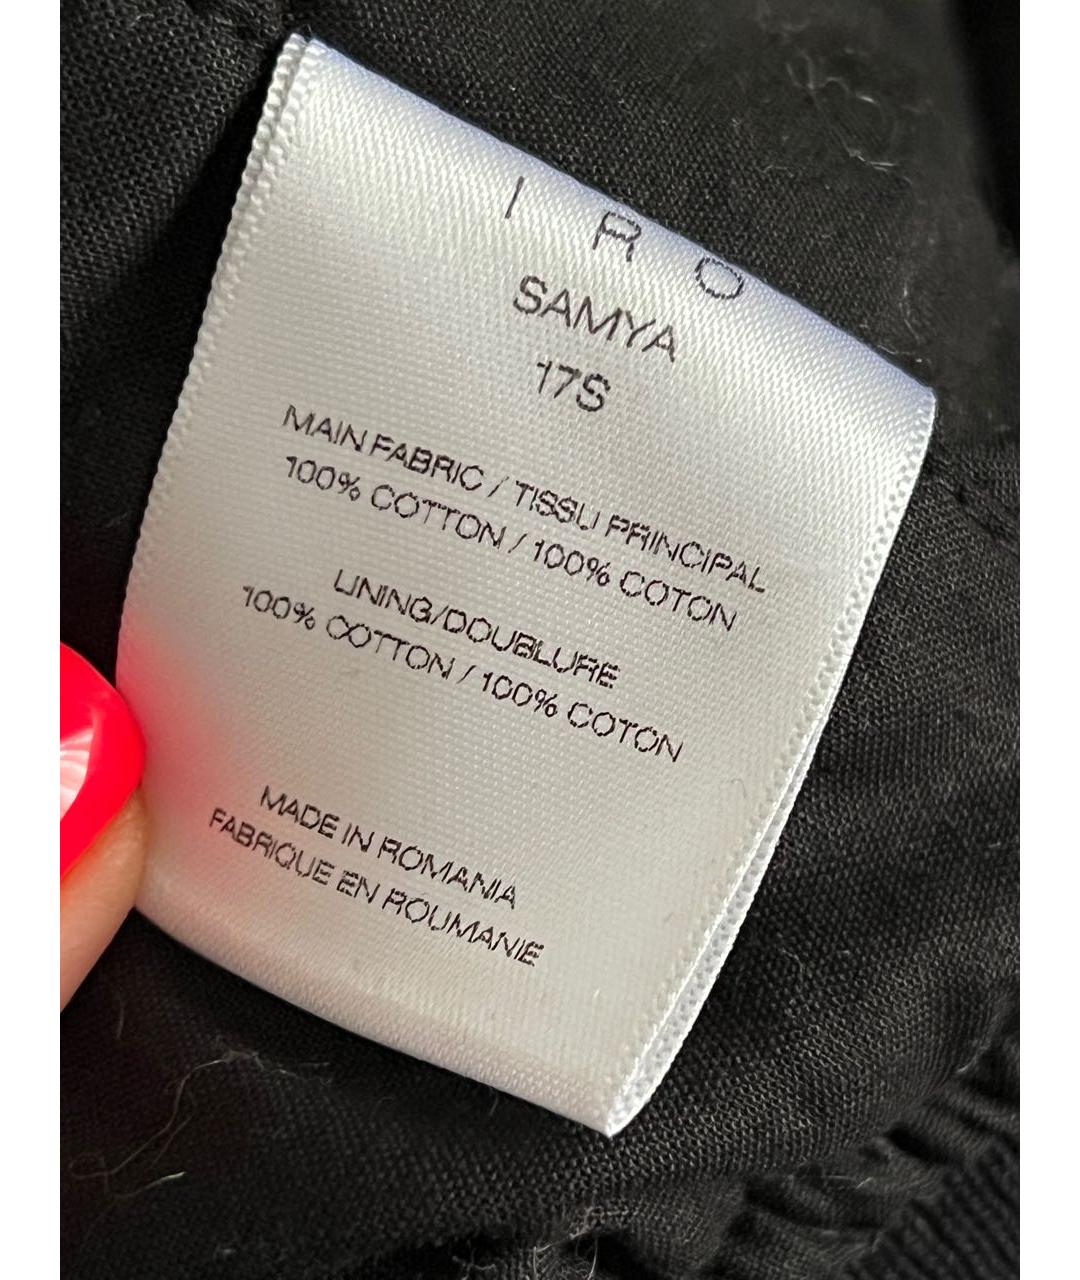 IRO
SAMYA
17S
MAIN FABRIC / TISSU PRINCIPAL
100% COTTON / 100% COTON
LINING/DOUBLURE
100% COTTON / 100% COTON
MADE IN ROMANIA
FABRIQUE EN ROUMANIE